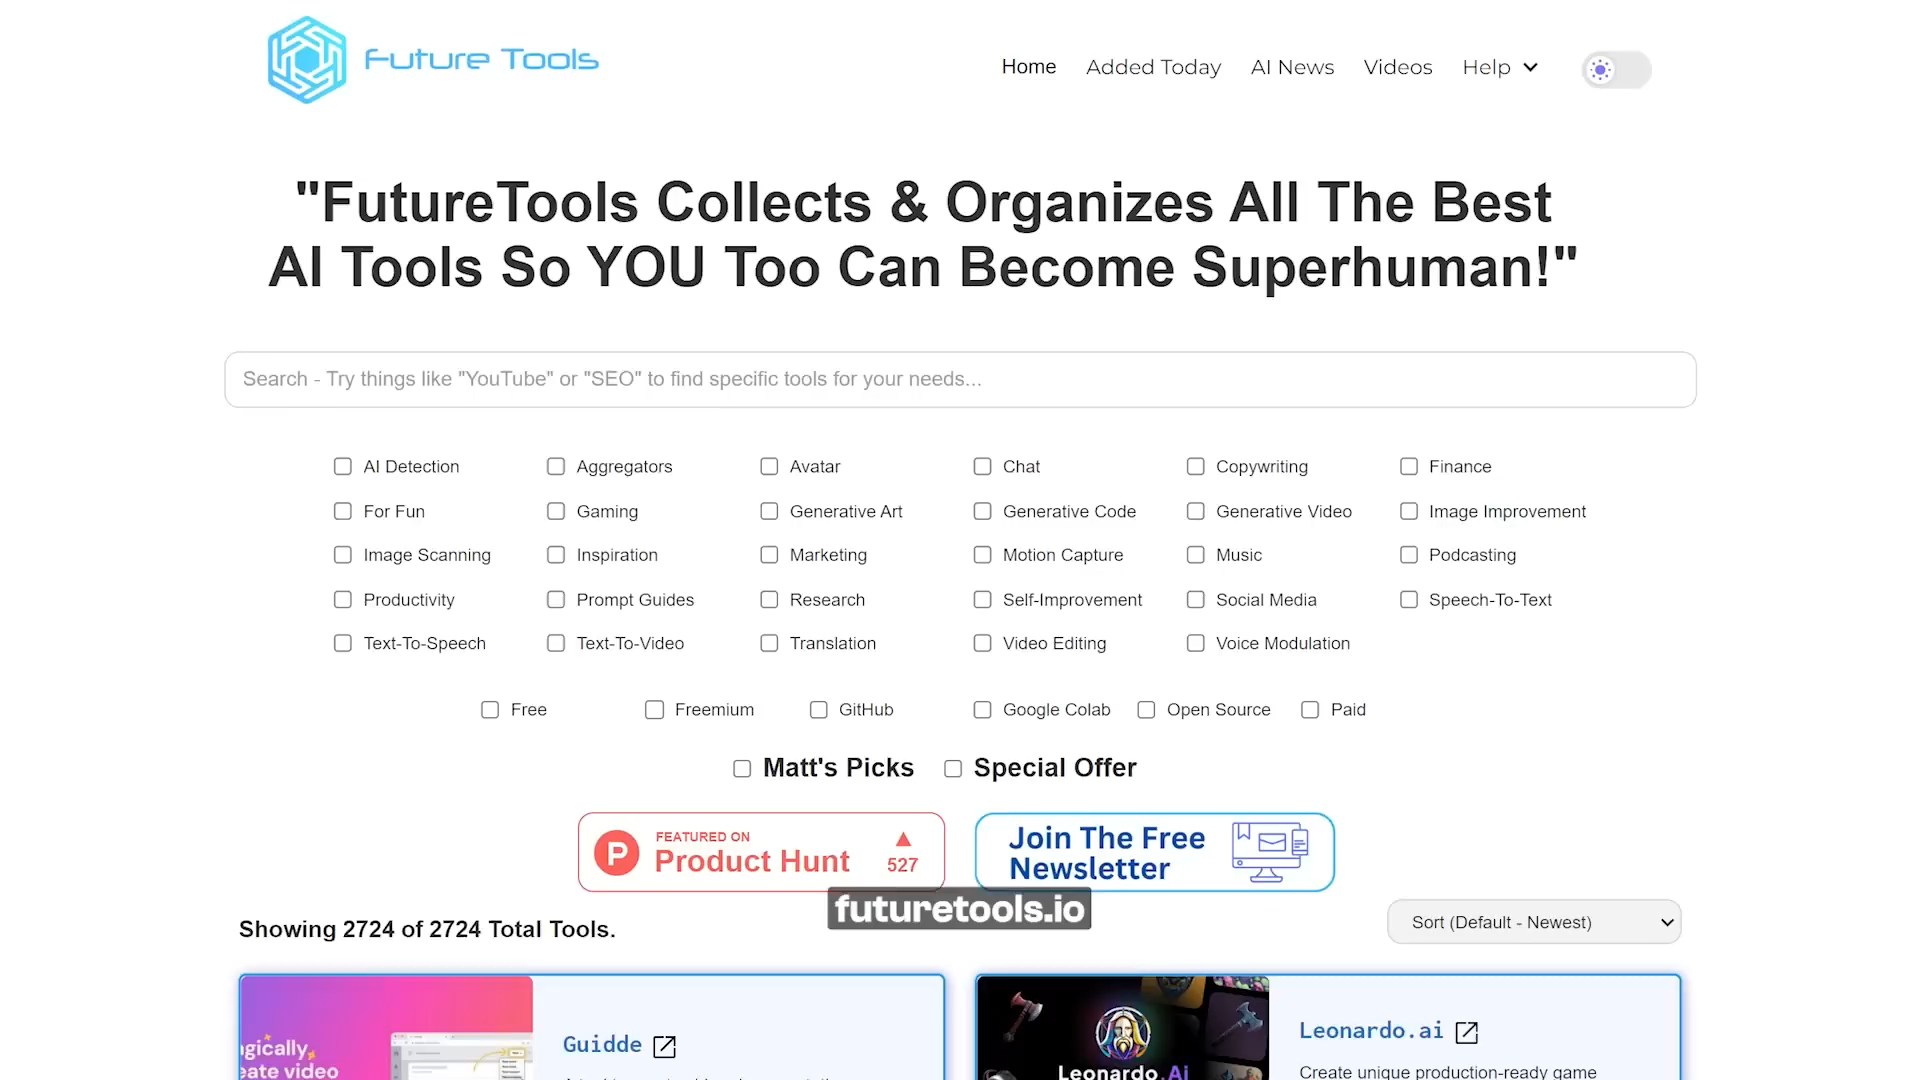 Future Tools
Home
Added Today
AI News
Videos
Help
"FutureTools Collects & Organizes All The Best
AI Tools So YOU Too Can Become Superhuman!"
Search - Try things like "YouTube" or "SEO" to find specific tools for your needs...
AI Detection
Aggregators
Avatar
Chat
Copywriting
Finance
For Fun
Gaming
Generative Art
Generative Code
Generative Video
Image Improvement
Image Scanning
Inspiration
Marketing
Motion Capture
Music
Podcasting
Productivity
Prompt Guides
Research
Self-Improvement
Social Media
Speech-To-Text
Text-To-Speech
Text-To-Video
Translation
Video Editing
Voice Modulation
Free
Freemium
GitHub
Google Colab
Open Source
Paid
Matt's Picks
Special Offer
FEATURED ON
Product Hunt
527
Join The Free
Newsletter
futuretools.io
Showing 2724 of 2724 Total Tools.
Sort (Default - Newest)
gically
eate video
Guidde
Leonardo.Ai
Leonardo.ai
Create unique production-ready game